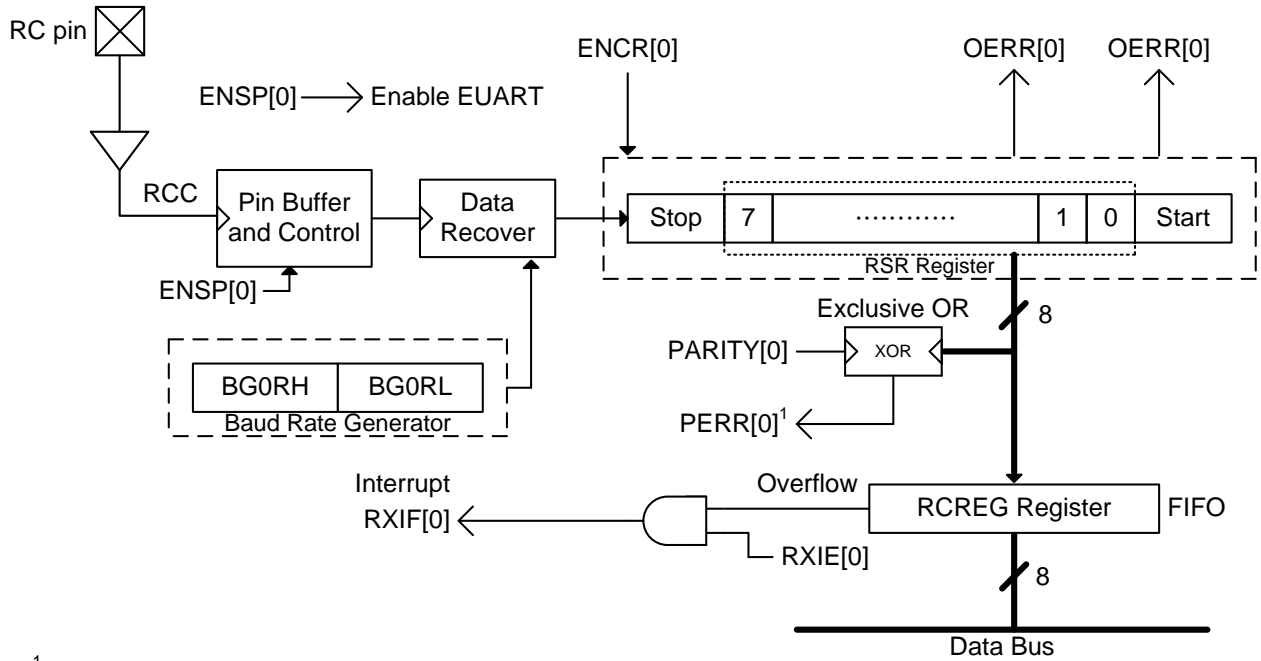 RC pin
ENCR[0]
OERR[0]
OERR[0]
ENSP[0]
Enable EUART
RCC
Pin Buffer
and Control
Data
Recover
Stop
7
............
1
0
Start
RSR Register
ENSP[0]
8
Exclusive OR
PARITY[0]
XOR
BG0RH
BG0RL
Baud Rate Generator
PERR[0]¹
Interrupt
RXIF[0]
Overflow
RCREG Register
FIFO
RXIE[0]
8
Data Bus
1